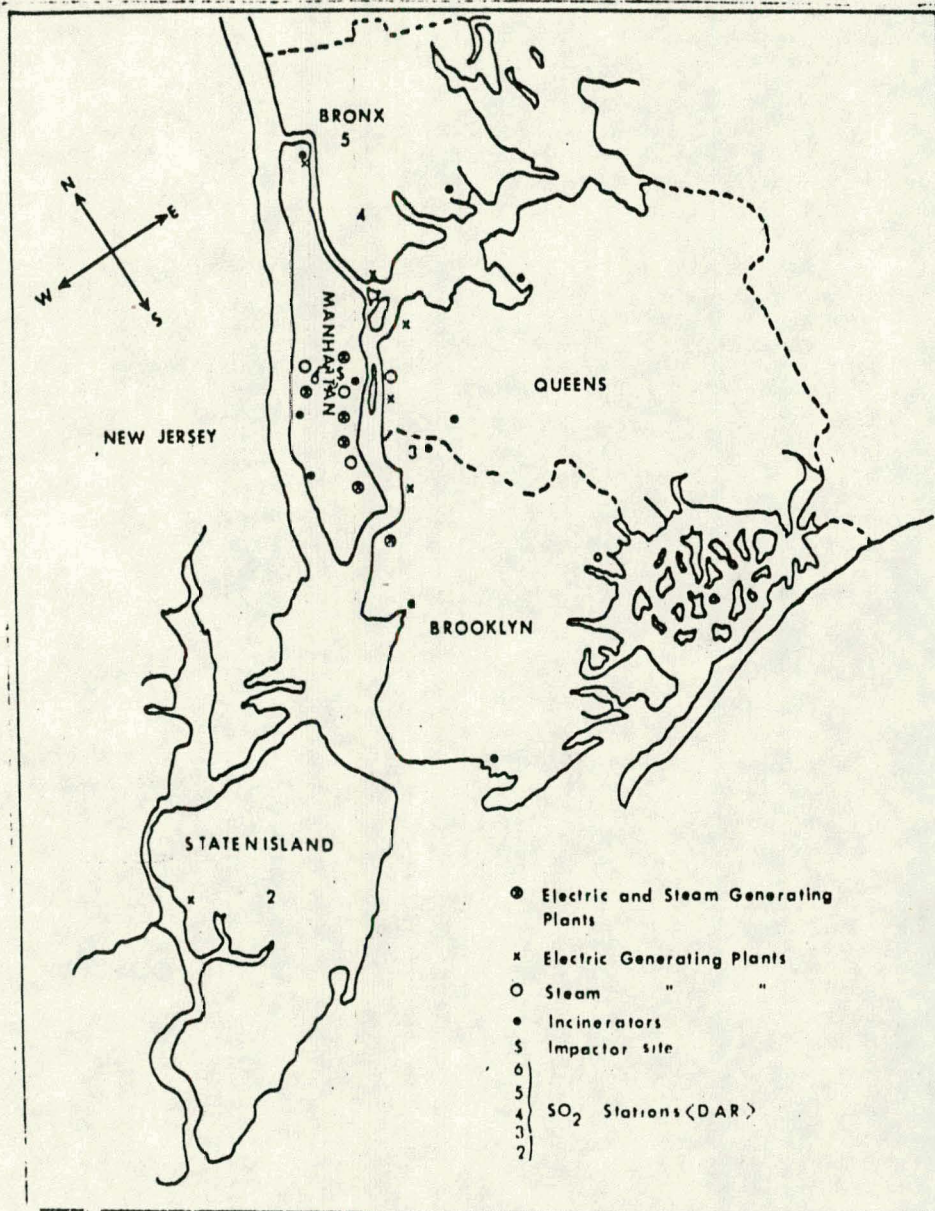 BRONX
5
4
N
E
W
S
MANHATTAN
6
S
QUEENS
NEW JERSEY
3
BROOKLYN
STATEN ISLAND
2
Electric and Steam Generating
Plants
x Electric Generating Plants
Steam " "
Incinerators
S Impactor site
6
5
4 SO2 Stations (DAR)
3
2